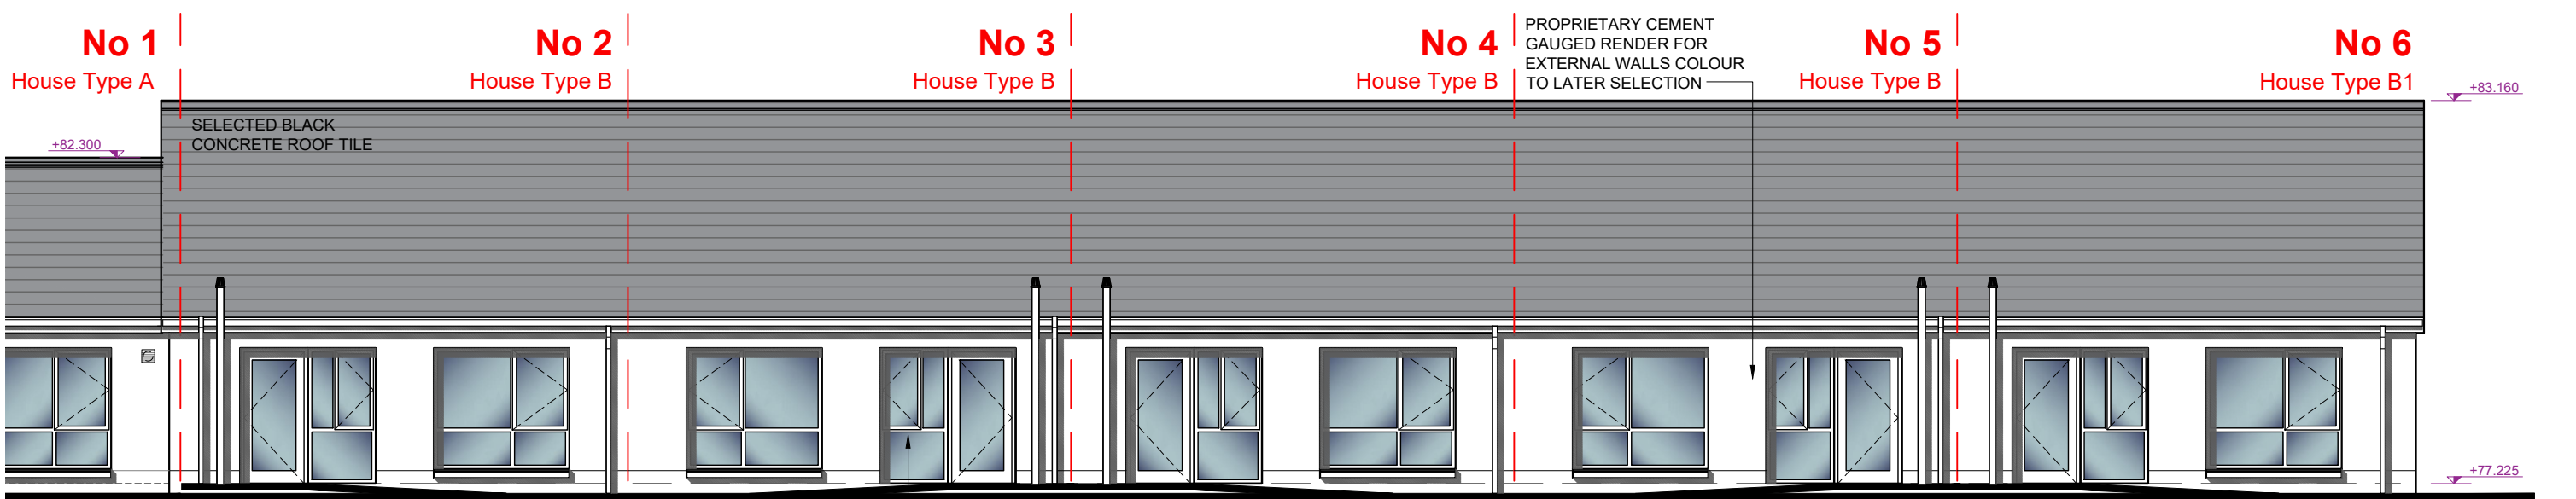 No 1
House Type A
No 2
House Type B
No 3
House Type B
No 4
House Type B
PROPRIETARY CEMENT
GAUGED RENDER FOR
EXTERNAL WALLS COLOUR
TO LATER SELECTION
No 5
House Type B
No 6
House Type B1
+83.160
SELECTED BLACK
CONCRETE ROOF TILE
+82.300
+77.225